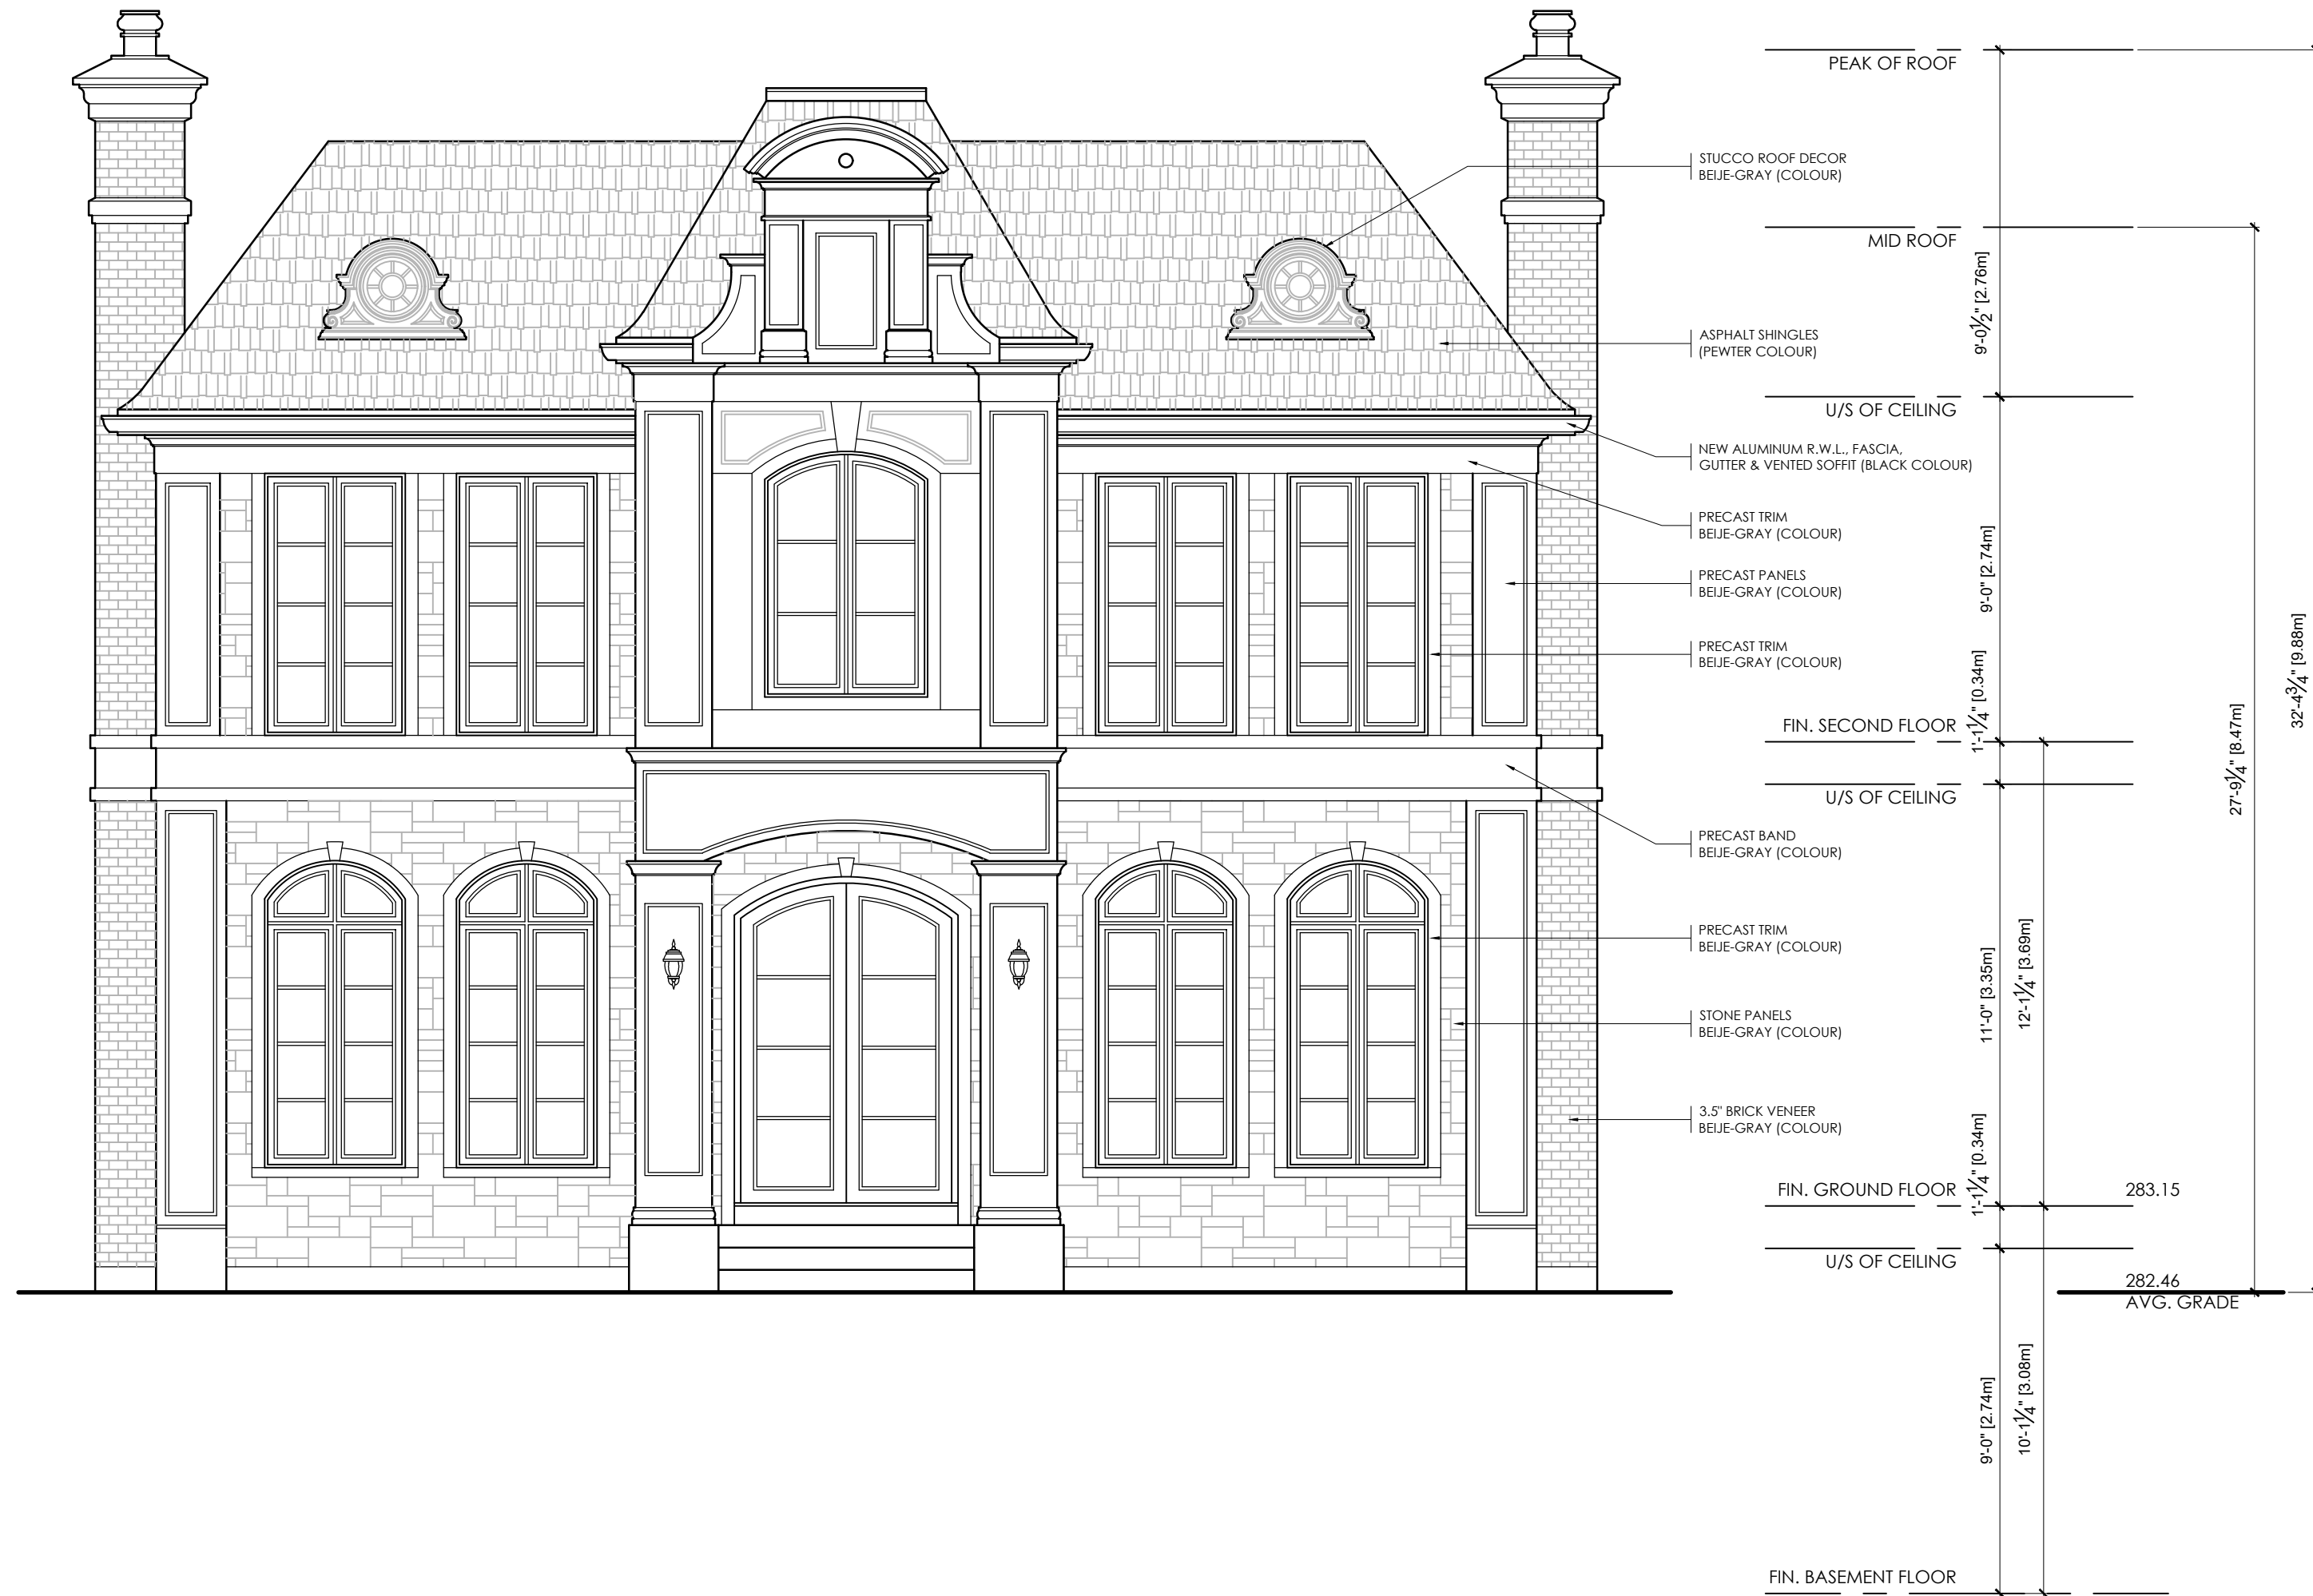 PEAK OF ROOF
STUCCO ROOF DECOR
BEIJE-GRAY (COLOUR)
MID ROOF
9'-0½" [2.76m]
ASPHALT SHINGLES
(PEWTER COLOUR)
U/S OF CEILING
NEW ALUMINUM R.W.L., FASCIA,
GUTTER & VENTED SOFFIT (BLACK COLOUR)
PRECAST TRIM
BEIJE-GRAY (COLOUR)
9'-0" [2.74m]
PRECAST PANELS
BEIJE-GRAY (COLOUR)
PRECAST TRIM
BEIJE-GRAY (COLOUR)
32'-4¾" [9.88m]
1'-1¼" [0.34m]
FIN. SECOND FLOOR
27'-9¼" [8.47m]
U/S OF CEILING
PRECAST BAND
BEIJE-GRAY (COLOUR)
PRECAST TRIM
BEIJE-GRAY (COLOUR)
11'-0" [3.35m]
12'-1¼" [3.69m]
STONE PANELS
BEIJE-GRAY (COLOUR)
3.5" BRICK VENEER
BEIJE-GRAY (COLOUR)
1'-1¼" [0.34m]
FIN. GROUND FLOOR
283.15
U/S OF CEILING
282.46
AVG. GRADE
9'-0" [2.74m]
10'-1¼" [3.08m]
FIN. BASEMENT FLOOR